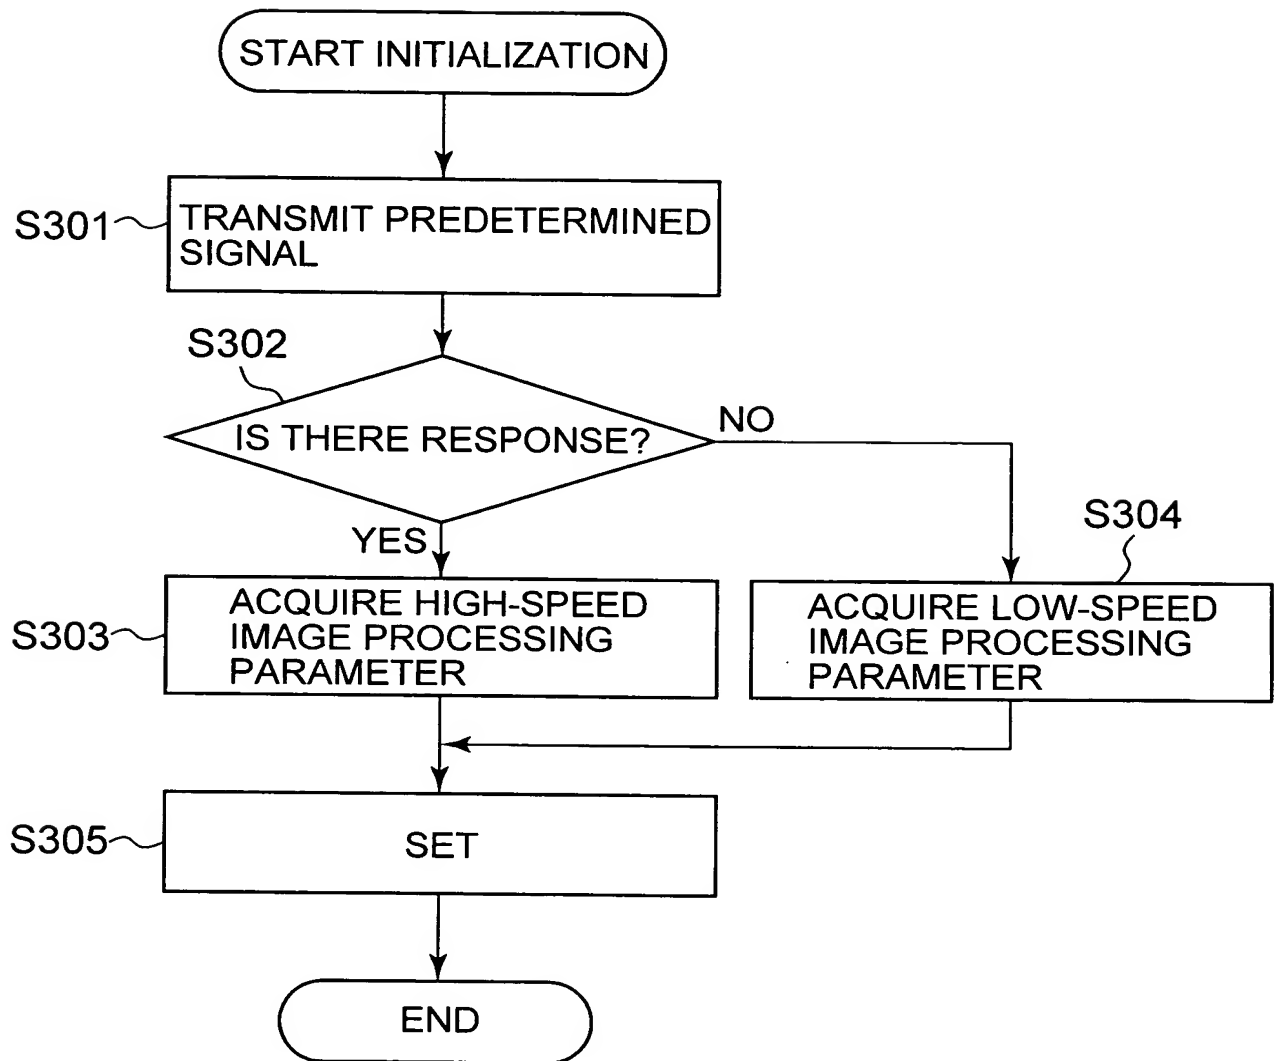 START INITIALIZATION
S301
TRANSMIT PREDETERMINED
SIGNAL
S302
IS THERE RESPONSE?
NO
YES
S303
ACQUIRE HIGH-SPEED
IMAGE PROCESSING
PARAMETER
S304
ACQUIRE LOW-SPEED
IMAGE PROCESSING
PARAMETER
S305
SET
END